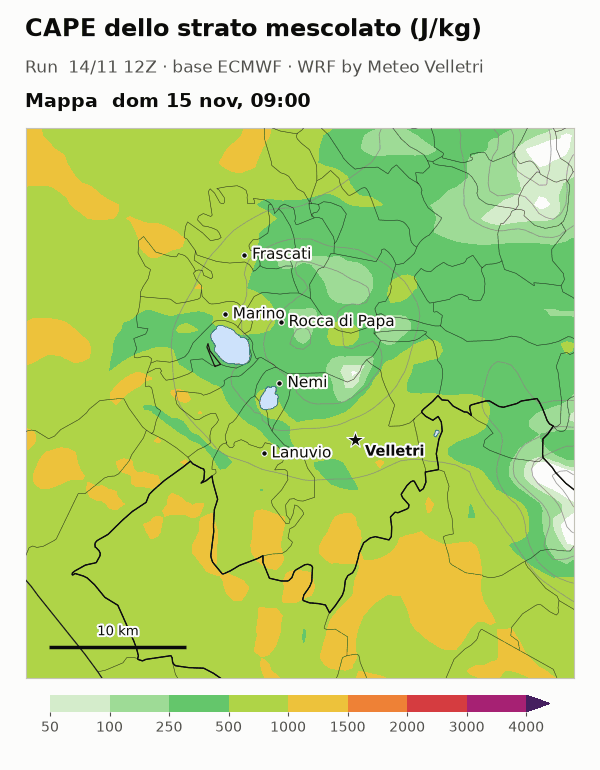 CAPE dello strato mescolato (J/kg)
Run  14/11 12Z · base ECMWF · WRF by Meteo Velletri
Mappa  dom 15 nov, 09:00
Frascati
Marino
Rocca di Papa
Nemi
Velletri
Lanuvio
10 km
50 100 250 500 1000 1500 2000 3000 4000